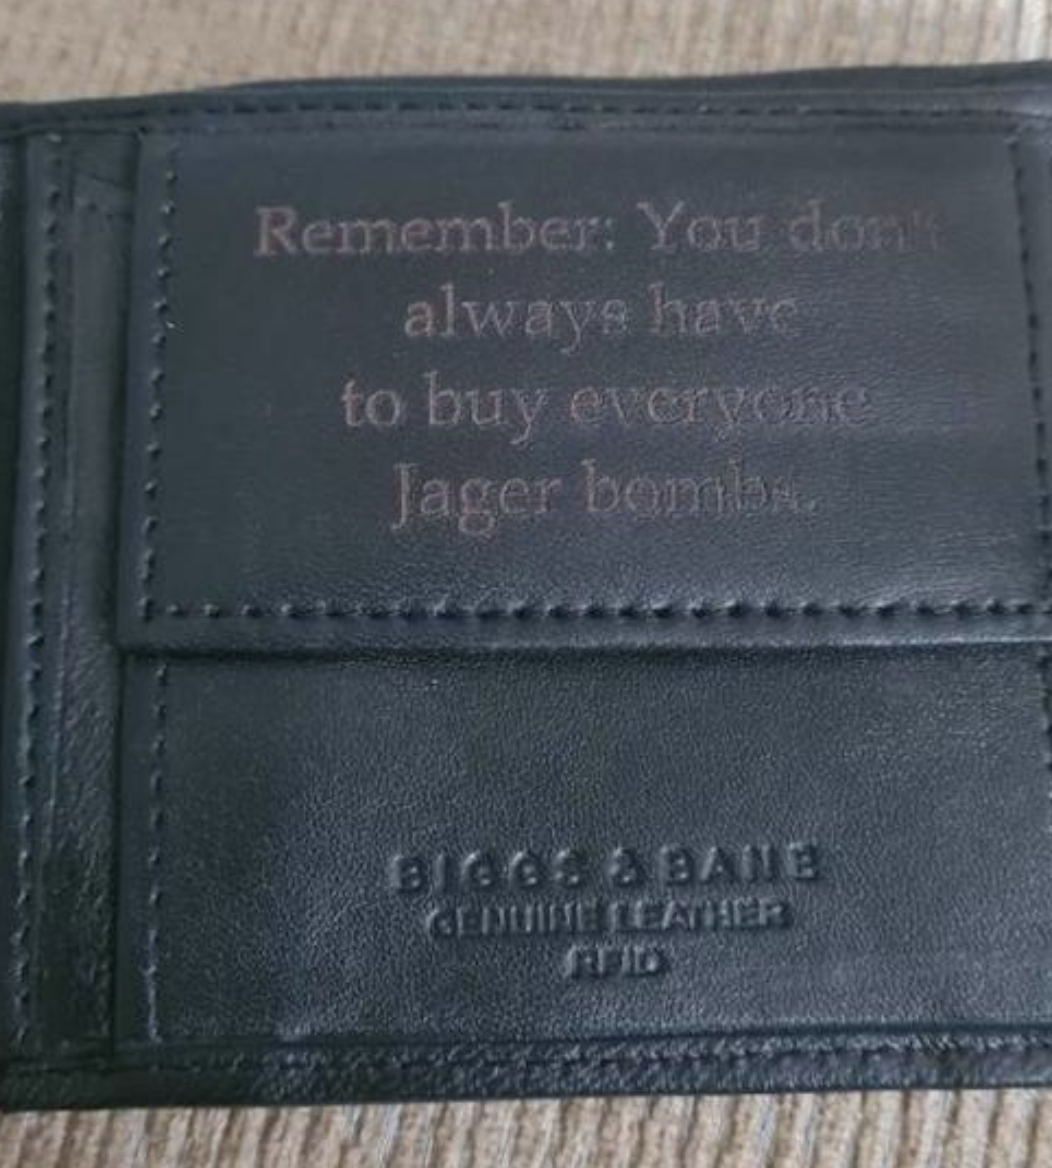 Remember: You don't
always have
to buy everyone
Jager bombs.
BIGGS & BANE
GENUINE LEATHER
RFID